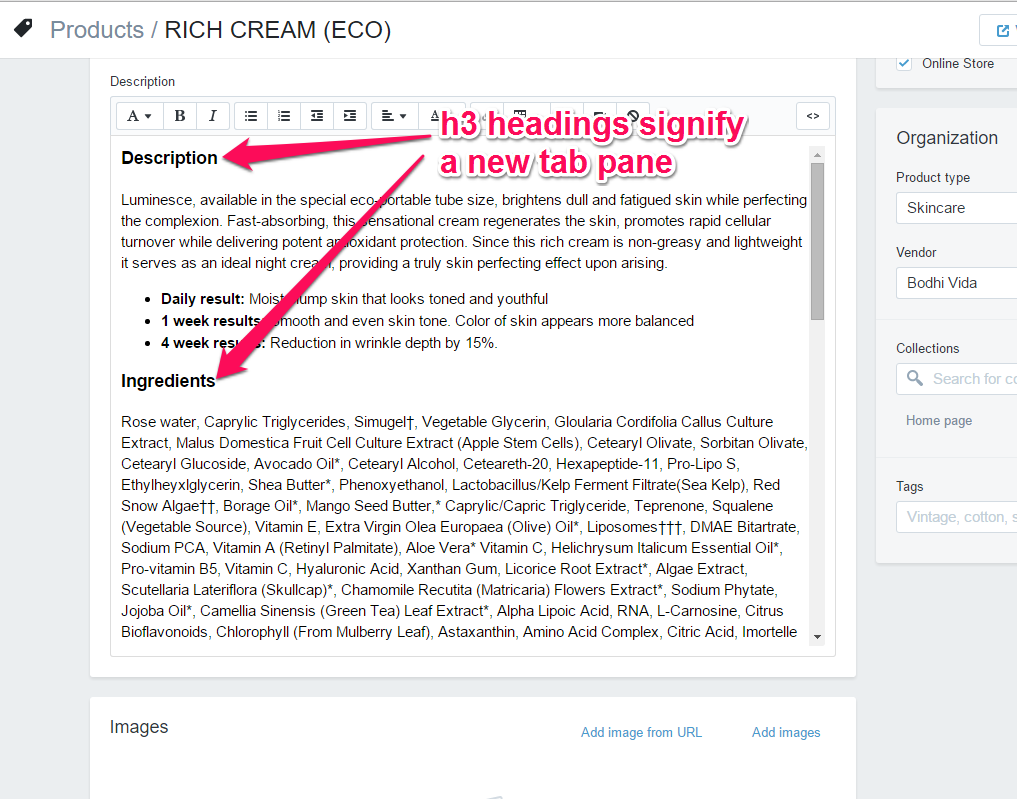 Products / RICH CREAM (ECO)
Description
A B I A <>
h3 headings signify
a new tab pane
Description
Luminesce, available in the special eco-portable tube size, brightens dull and fatigued skin while perfecting
the complexion. Fast-absorbing, this sensational cream regenerates the skin, promotes rapid cellular
turnover while delivering potent antioxidant protection. Since this rich cream is non-greasy and lightweight
it serves as an ideal night cream, providing a truly skin perfecting effect upon arising.
• Daily result: Moist plump skin that looks toned and youthful
• 1 week results: Smooth and even skin tone. Color of skin appears more balanced
• 4 week results: Reduction in wrinkle depth by 15%.
Ingredients
Rose water, Caprylic Triglycerides, Simugel†, Vegetable Glycerin, Gloularia Cordifolia Callus Culture
Extract, Malus Domestica Fruit Cell Culture Extract (Apple Stem Cells), Cetearyl Olivate, Sorbitan Olivate,
Cetearyl Glucoside, Avocado Oil*, Cetearyl Alcohol, Ceteareth-20, Hexapeptide-11, Pro-Lipo S,
Ethylheyxlglycerin, Shea Butter*, Phenoxyethanol, Lactobacillus/Kelp Ferment Filtrate(Sea Kelp), Red
Snow Algae††, Borage Oil*, Mango Seed Butter,* Caprylic/Capric Triglyceride, Teprenone, Squalene
(Vegetable Source), Vitamin E, Extra Virgin Olea Europaea (Olive) Oil*, Liposomes†††, DMAE Bitartrate,
Sodium PCA, Vitamin A (Retinyl Palmitate), Aloe Vera* Vitamin C, Helichrysum Italicum Essential Oil*,
Pro-vitamin B5, Vitamin C, Hyaluronic Acid, Xanthan Gum, Licorice Root Extract*, Algae Extract,
Scutellaria Lateriflora (Skullcap)*, Chamomile Recutita (Matricaria) Flowers Extract*, Sodium Phytate,
Jojoba Oil*, Camellia Sinensis (Green Tea) Leaf Extract*, Alpha Lipoic Acid, RNA, L-Carnosine, Citrus
Bioflavonoids, Chlorophyll (From Mulberry Leaf), Astaxanthin, Amino Acid Complex, Citric Acid, Imortelle
Images
Add image from URL
Add images
Online Store
Organization
Product type
Skincare
Vendor
Bodhi Vida
Collections
Search for co
Home page
Tags
Vintage, cotton, s